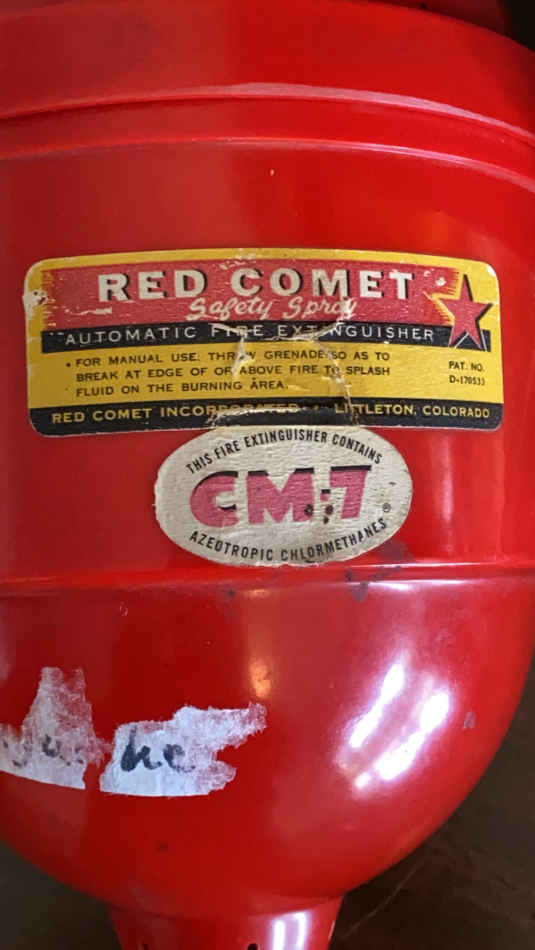 RED COMET
Safety Spray
AUTOMATIC FIRE EXTINGUISHER
• FOR MANUAL USE, THROW GRENADE SO AS TO
BREAK AT EDGE OF OR ABOVE FIRE TO SPLASH
FLUID ON THE BURNING AREA.
PAT. NO.
D-170533
RED COMET INCORPORATED • LITTLETON, COLORADO
THIS FIRE EXTINGUISHER CONTAINS
CM-7
AZEOTROPIC CHLORMETHANES®
he